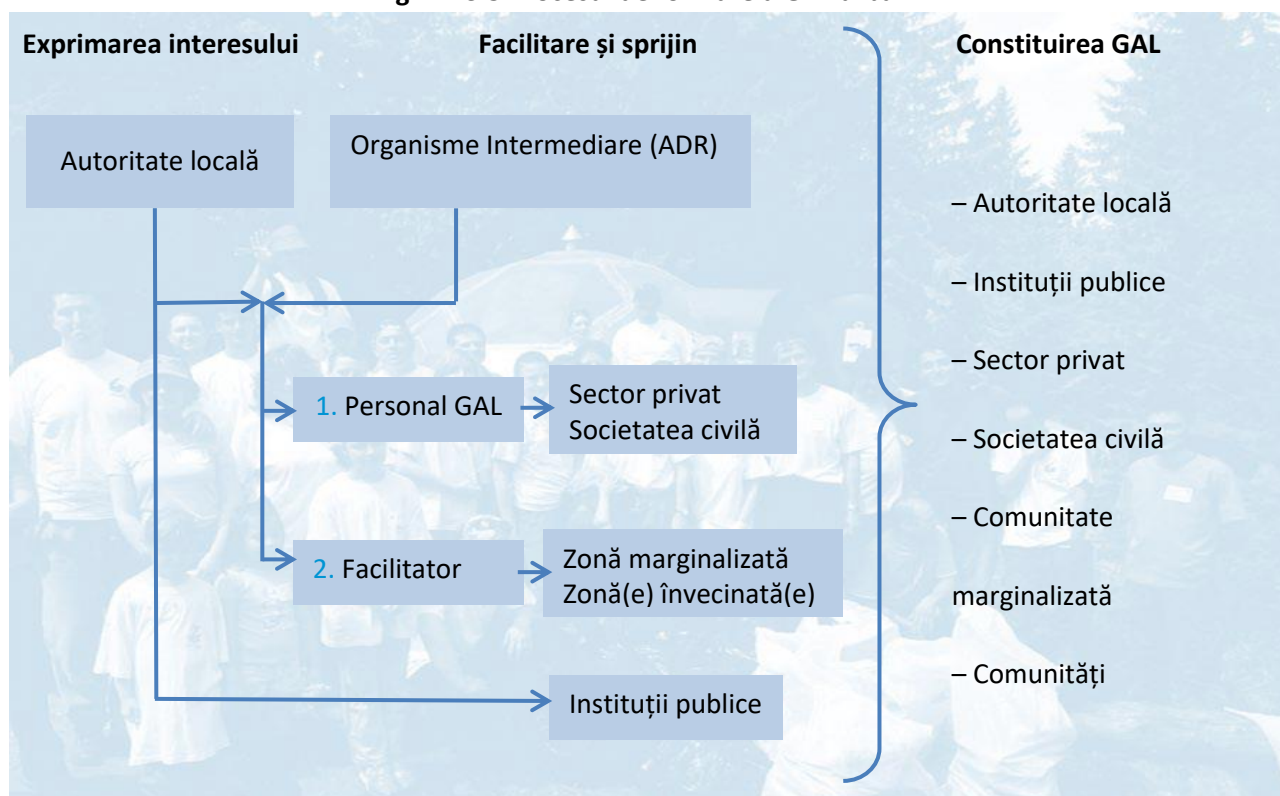 Exprimarea interesului
Facilitare și sprijin
Constituirea GAL
Autoritate locală
Organisme Intermediare (ADR)
1. Personal GAL
Sector privat
Societatea civilă
2. Facilitator
Zonă marginalizată
Zonă(e) învecinată(e)
Instituții publice
– Autoritate locală
– Instituții publice
– Sector privat
– Societatea civilă
– Comunitate
marginalizată
– Comunități